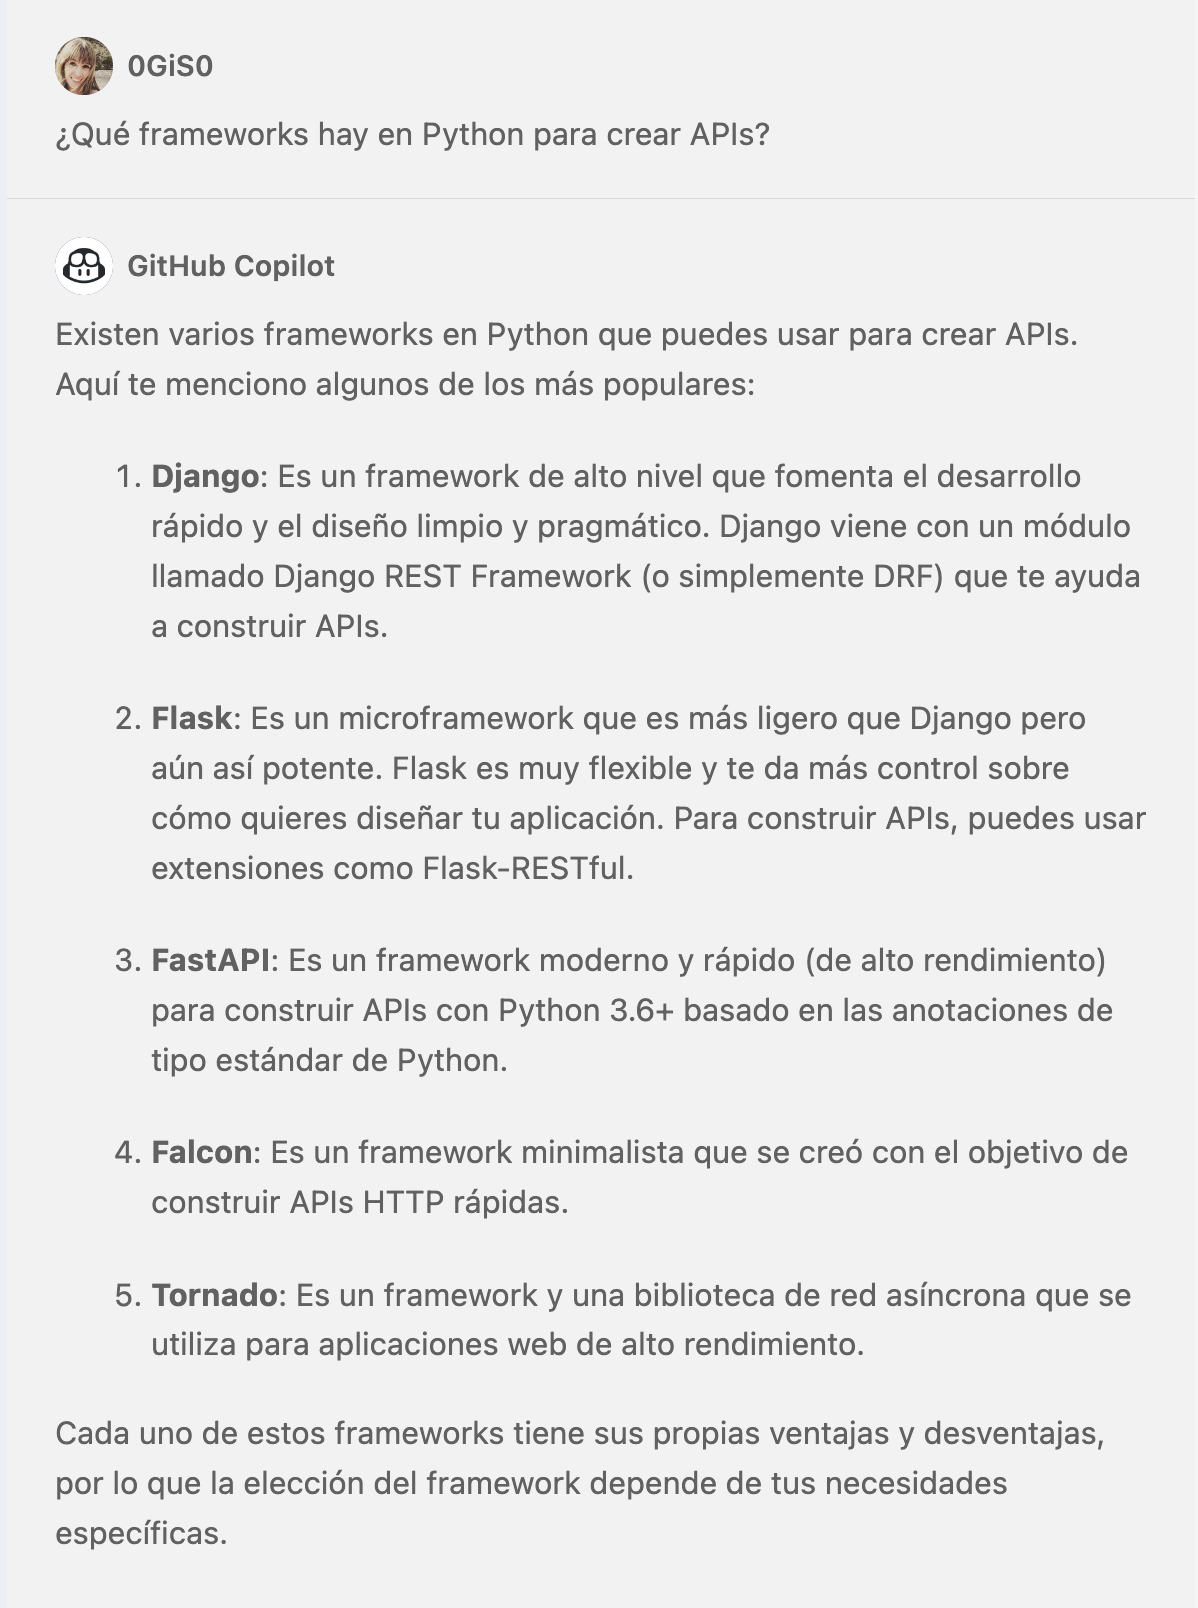 0GiS0
¿Qué frameworks hay en Python para crear APIs?
GitHub Copilot
Existen varios frameworks en Python que puedes usar para crear APIs.
Aquí te menciono algunos de los más populares:
1. Django: Es un framework de alto nivel que fomenta el desarrollo
rápido y el diseño limpio y pragmático. Django viene con un módulo
llamado Django REST Framework (o simplemente DRF) que te ayuda
a construir APIs.
2. Flask: Es un microframework que es más ligero que Django pero
aún así potente. Flask es muy flexible y te da más control sobre
cómo quieres diseñar tu aplicación. Para construir APIs, puedes usar
extensiones como Flask-RESTful.
3. FastAPI: Es un framework moderno y rápido (de alto rendimiento)
para construir APIs con Python 3.6+ basado en las anotaciones de
tipo estándar de Python.
4. Falcon: Es un framework minimalista que se creó con el objetivo de
construir APIs HTTP rápidas.
5. Tornado: Es un framework y una biblioteca de red asíncrona que se
utiliza para aplicaciones web de alto rendimiento.
Cada uno de estos frameworks tiene sus propias ventajas y desventajas,
por lo que la elección del framework depende de tus necesidades
específicas.